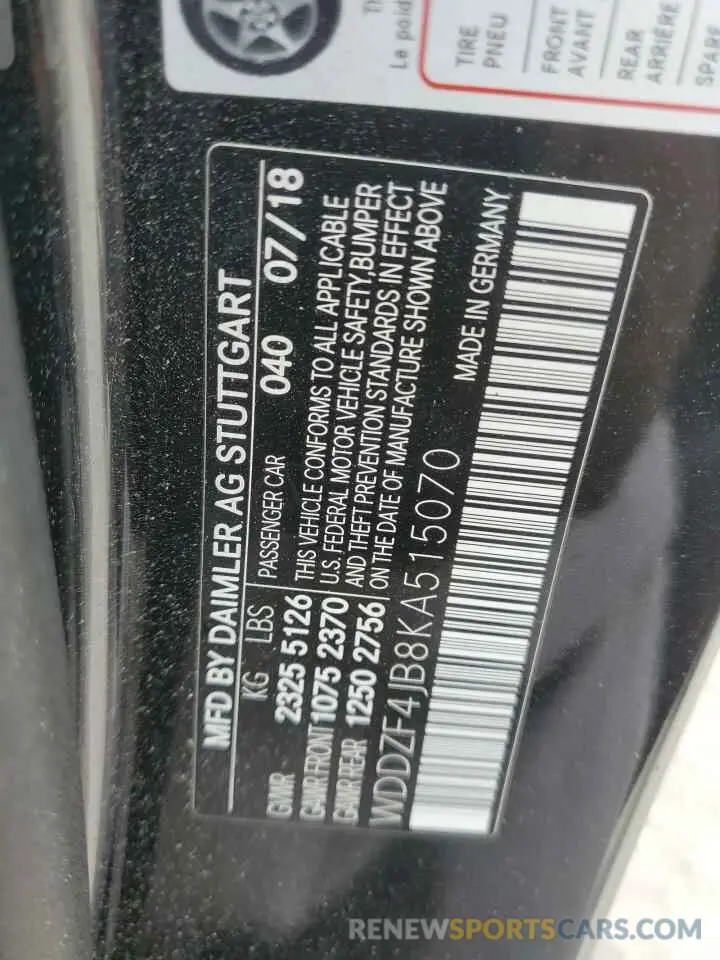 Th
Le poid
TIRE
PNEU
FRONT
AVANT
REAR
ARRIÈRE
SPARE
MFD BY DAIMLER AG STUTTGART
KG LBS PASSENGER CAR 040 07/18
GVWR 2325 5126 THIS VEHICLE CONFORMS TO ALL APPLICABLE
GAWR FRONT 1075 2370 U.S. FEDERAL MOTOR VEHICLE SAFETY, BUMPER
GAWR REAR 1250 2756 AND THEFT PREVENTION STANDARDS IN EFFECT
ON THE DATE OF MANUFACTURE SHOWN ABOVE
WDDZF4JB8KA515070 MADE IN GERMANY
RENEWSPORTSCARS.COM